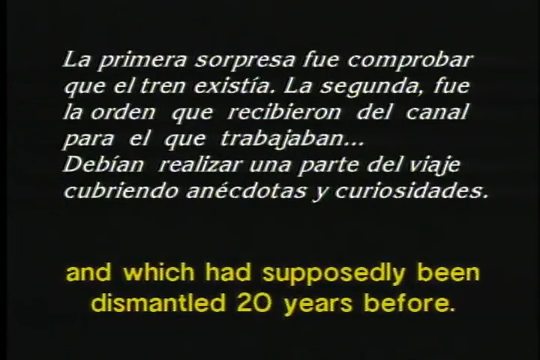 La primera sorpresa fue comprobar
que el tren existía. La segunda, fue
la orden que recibieron del canal
para el que trabajaban...
Debían realizar una parte del viaje
cubriendo anécdotas y curiosidades.
and which had supposedly been
dismantled 20 years before.